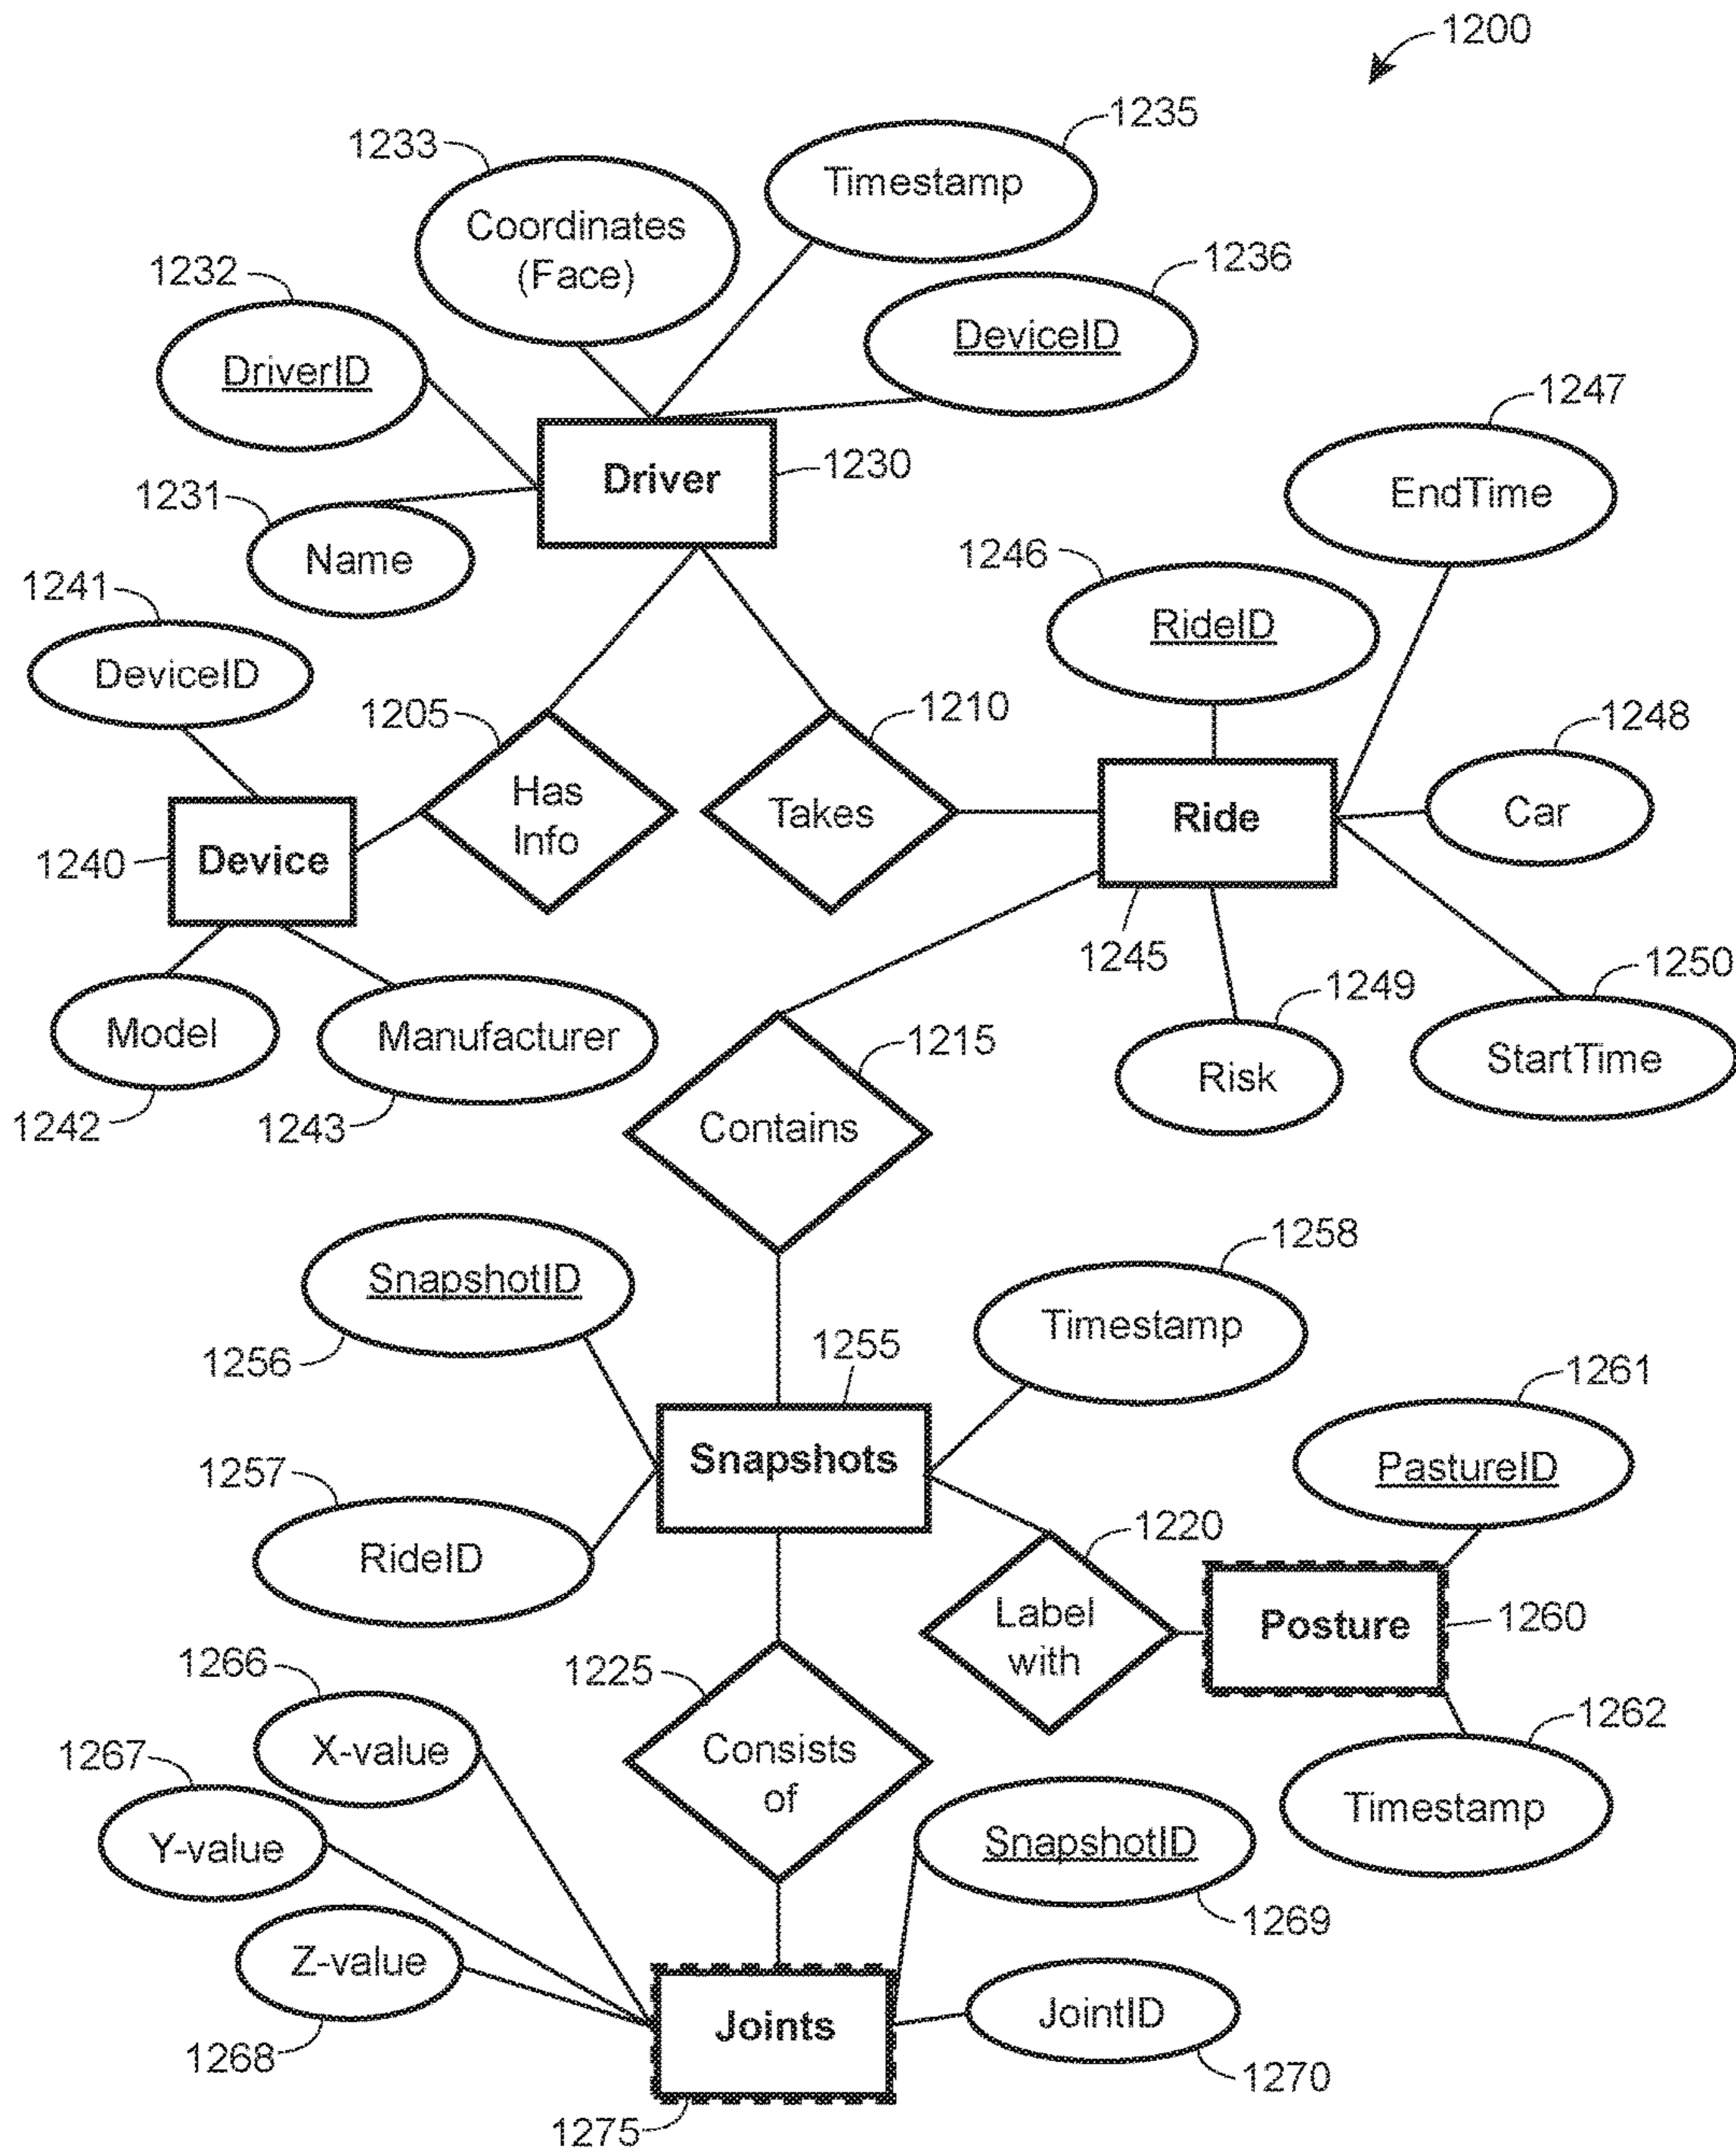 1200
1235
1233
Timestamp
Coordinates
(Face)
1236
1232
DeviceID
DriverID
1247
Driver
1230
1231
EndTime
Name
1246
1241
RideID
DeviceID
1205
1210
1248
Has
Info
Takes
Ride
Car
1240
Device
1245
1250
1249
Model
Manufacturer
1215
StartTime
Risk
1242
1243
Contains
1258
SnapshotID
Timestamp
1256
1255
1261
Snapshots
PastureID
1257
1220
RideID
Label
with
Posture
1260
1266
1225
1262
1267
X-value
Consists
of
Timestamp
Y-value
SnapshotID
1269
Z-value
JointID
Joints
1268
1270
1275